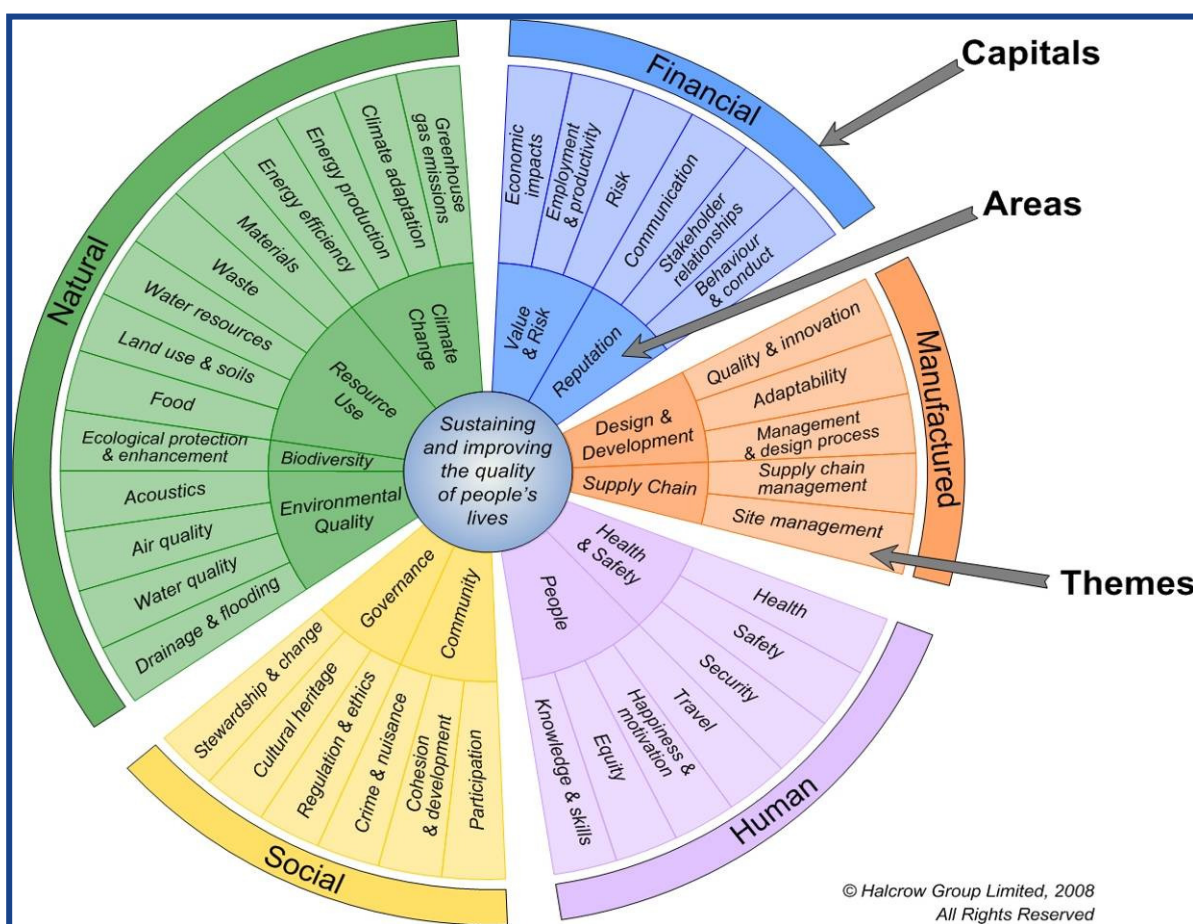 Capitals
Areas
Themes
Financial
Economic
impacts
Employment
& productivity
Risk
Communication
Stakeholder
relationships
Behaviour
& conduct
Value
& Risk
Reputation
Manufactured
Quality & innovation
Adaptability
Management
& design process
Supply chain
management
Site management
Design &
Development
Supply Chain
Human
Health
Safety
Security
Travel
Happiness &
motivation
Equity
Knowledge & skills
Health
& Safety
People
Social
Participation
Cohesion
& development
Crime & nuisance
Regulation & ethics
Cultural heritage
Stewardship & change
Community
Governance
Natural
Drainage & flooding
Water quality
Air quality
Acoustics
Ecological protection
& enhancement
Food
Land use & soils
Water resources
Waste
Materials
Energy efficiency
Energy production
Climate adaptation
Greenhouse
gas emissions
Environmental
Quality
Biodiversity
Resource
Use
Climate
Change
Sustaining
and improving
the quality
of people's
lives
© Halcrow Group Limited, 2008
All Rights Reserved